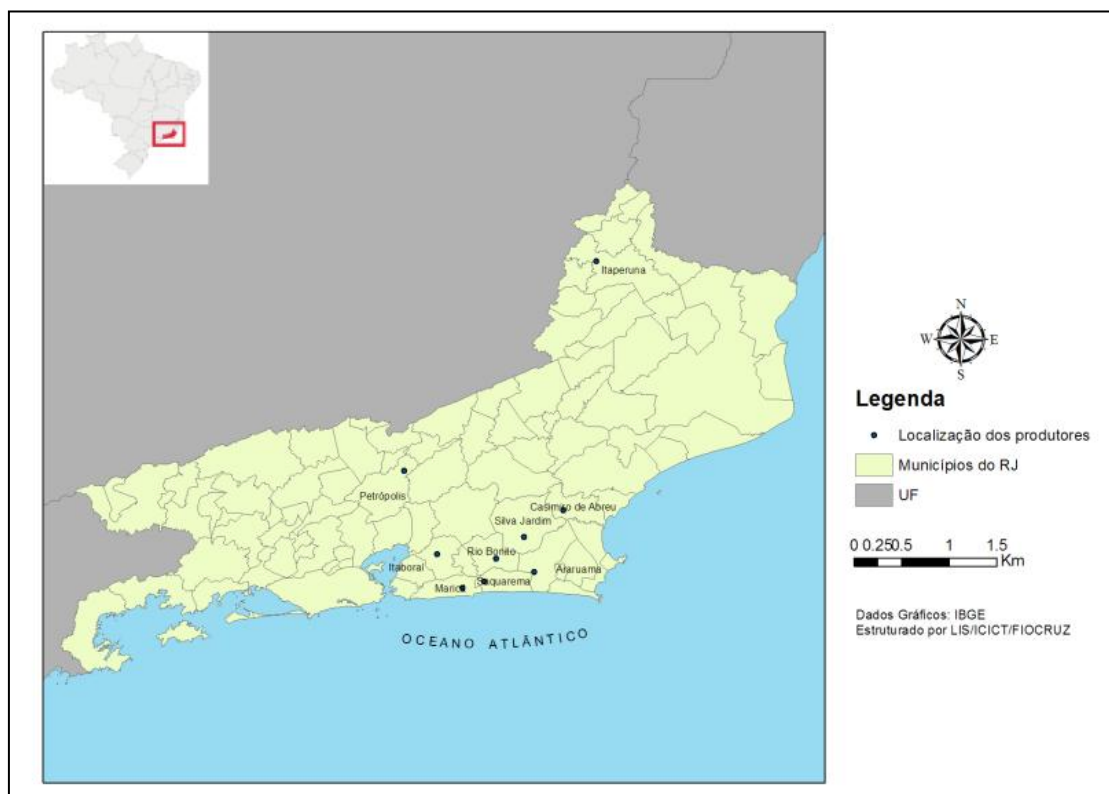 Itaperuna
Petrópolis
Casimiro de Abreu
Silva Jardim
Rio Bonito
Itaboraí
Araruama
Saquarema
Maricá
OCEANO ATLÂNTICO
N
W E
S
Legenda
Localização dos produtores
Municípios do RJ
UF
0 0.25 0.5 1 1.5
Km
Dados Gráficos: IBGE
Estruturado por LIS/ICICT/FIOCRUZ